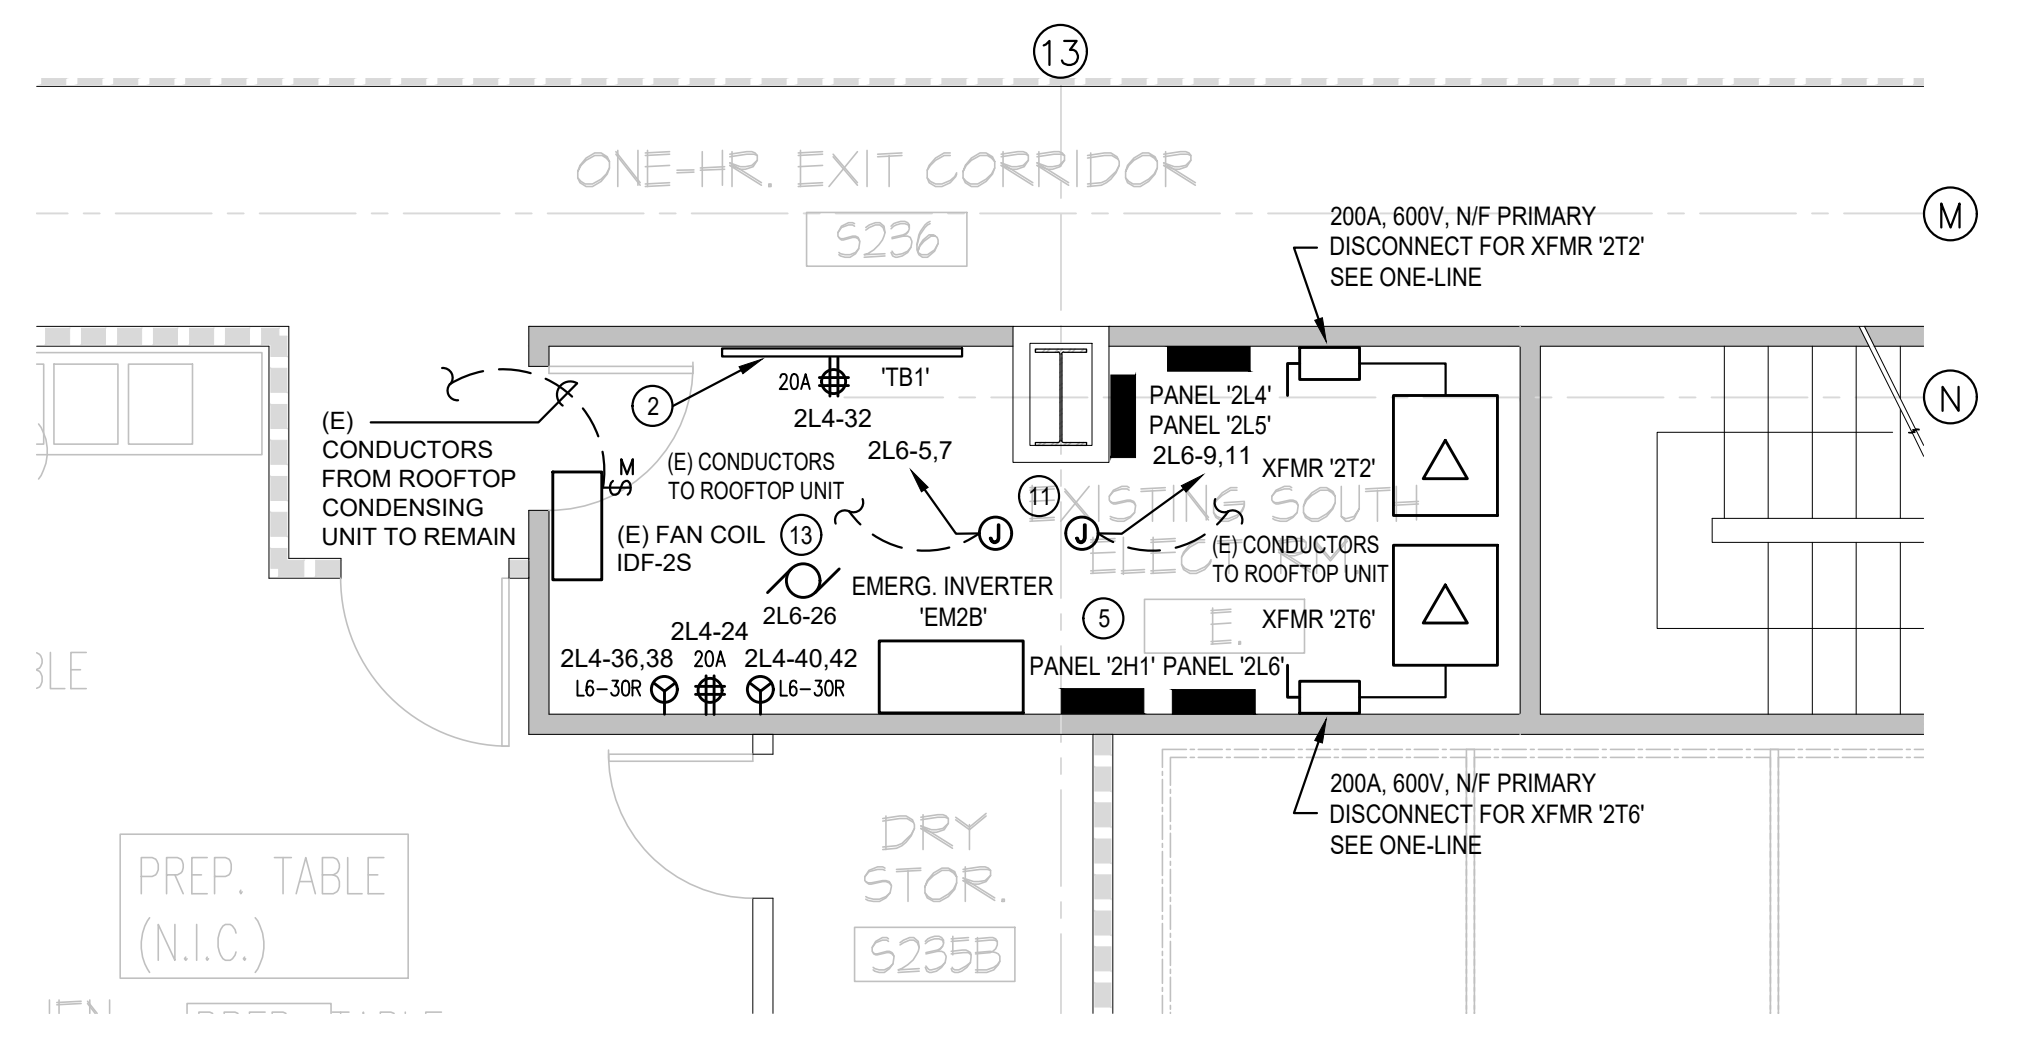 13
ONE-HR. EXIT CORRIDOR
S236
M
200A, 600V, N/F PRIMARY
DISCONNECT FOR XFMR '2T2'
SEE ONE-LINE
N
2
20A
'TB1'
2L4-32
PANEL '2L4'
PANEL '2L5'
2L6-9,11
2L6-5,7
XFMR '2T2'
(E)
CONDUCTORS
FROM ROOFTOP
CONDENSING
UNIT TO REMAIN
M
S
(E) CONDUCTORS
TO ROOFTOP UNIT
11
EXISTING SOUTH
ELECT RM
E.
(E) FAN COIL
IDF-2S
13
J
J
(E) CONDUCTORS
TO ROOFTOP UNIT
EMERG. INVERTER
'EM2B'
2L6-26
5
XFMR '2T6'
2L4-24
2L4-36,38
20A
2L4-40,42
L6-30R
L6-30R
PANEL '2H1'
PANEL '2L6'
200A, 600V, N/F PRIMARY
DISCONNECT FOR XFMR '2T6'
SEE ONE-LINE
DRY
STOR.
S235B
PREP. TABLE
(N.I.C.)